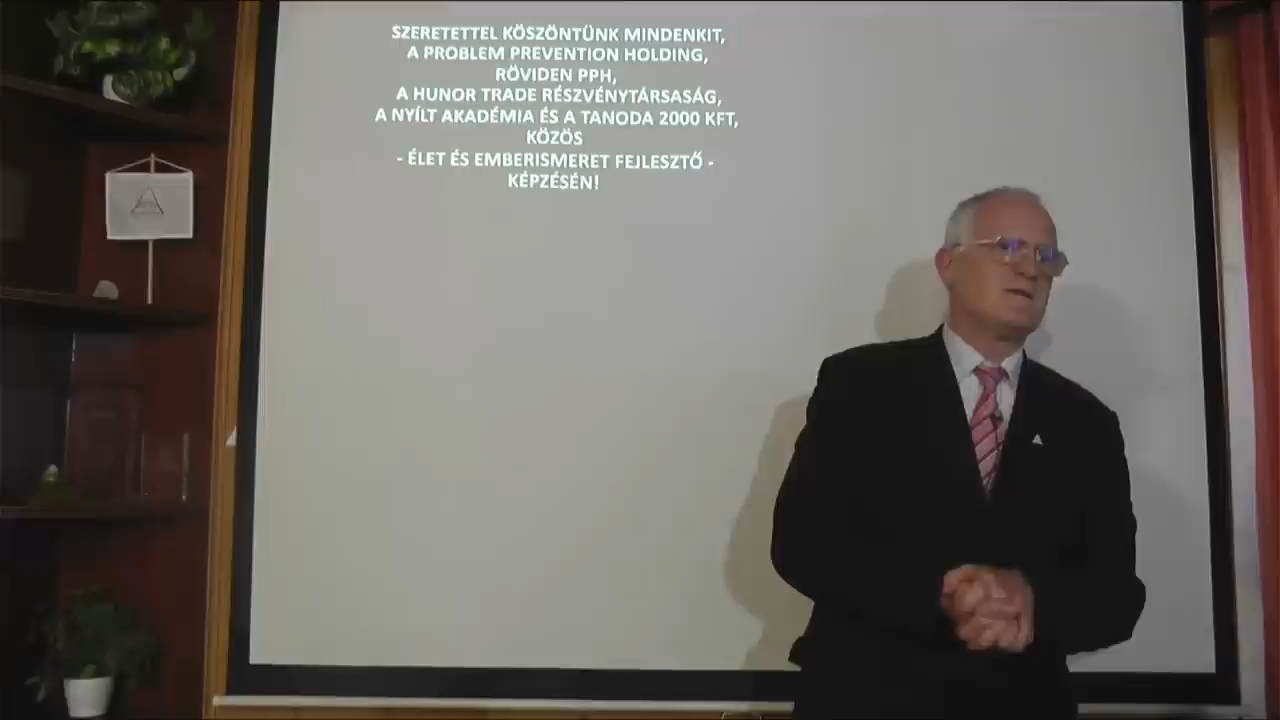 SZERETETTEL KÖSZÖNTÜNK MINDENKIT,
A PROBLEM PREVENTION HOLDING,
RÖVIDEN PPH,
A HUNOR TRADE RÉSZVÉNYTÁRSASÁG,
A NYÍLT AKADÉMIA ÉS A TANODA 2000 KFT,
KÖZÖS
- ÉLET ÉS EMBERISMERET FEJLESZTŐ -
KÉPZÉSÉN!